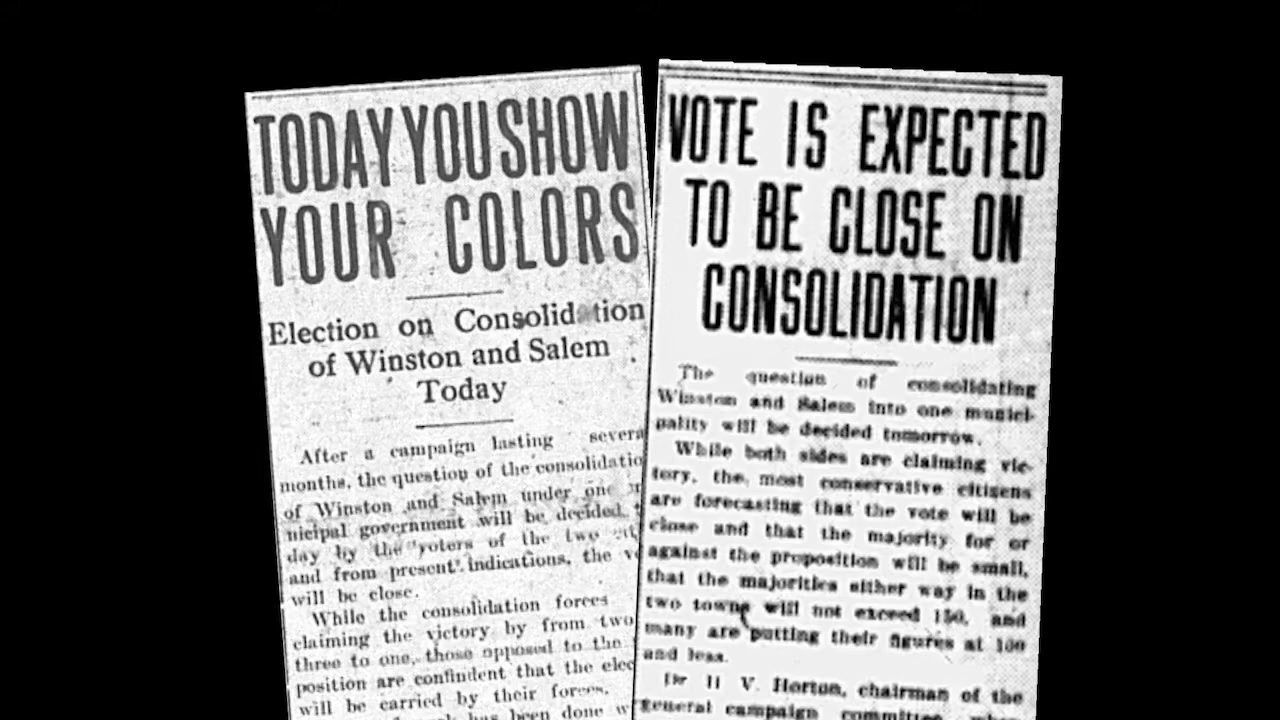 TODAY YOU SHOW
YOUR COLORS
Election on Consolidation
of Winston and Salem
Today
After a campaign lasting severa
months, the question of the consolidatio
of Winston and Salem under one
nicipal government will be decided
day by the voters of the two
and from present indications, the
will be close.
While the consolidation forces
claiming the victory by from two
three to one, those opposed to the
position are confindent that the elec
will be carried by their forces.
been done
VOTE IS EXPECTED
TO BE CLOSE ON
CONSOLIDATION
The question of consolidating
Winston and Salem into one munici-
pality will be decided tomorrow.
While both sides are claiming vic-
tory, the most conservative citizens
are forecasting that the vote will be
close and that the majority for or
against the proposition will be small,
that the majorities either way in the
two towns will not exceed 150, and
many are putting their figures at 100
and less.
Dr H V. Horton, chairman of the
general campaign committee,